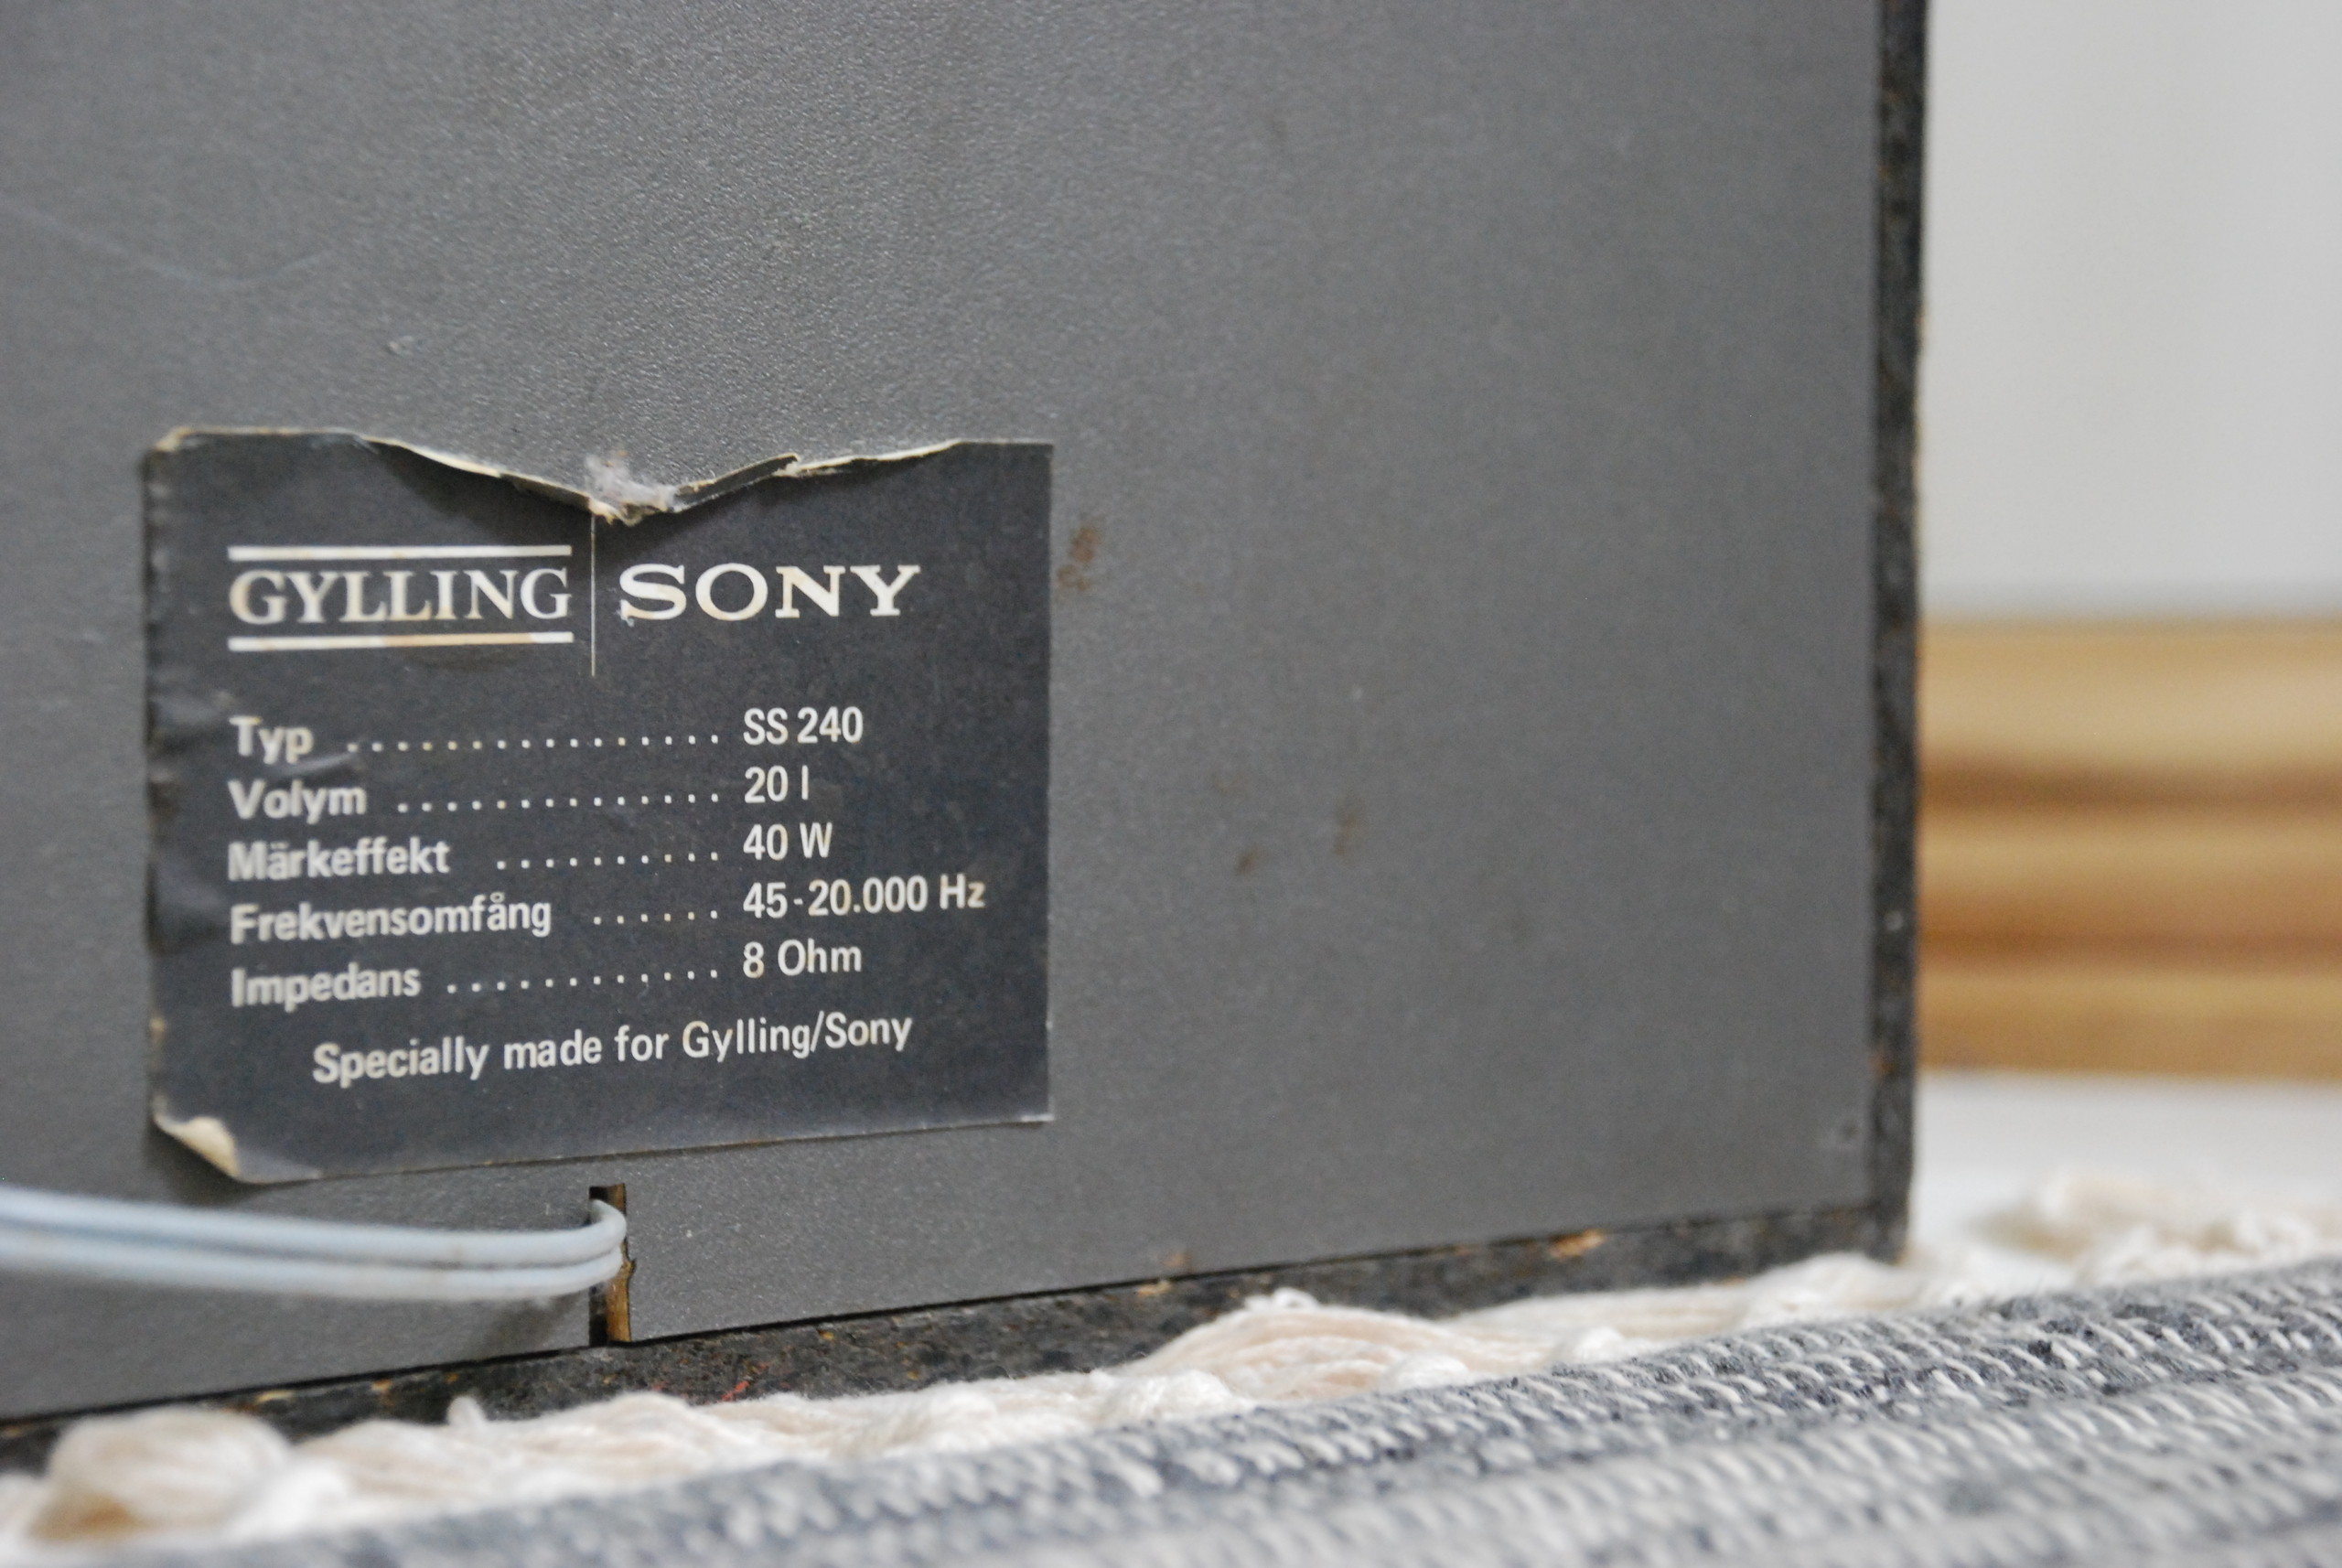 GYLLING SONY
Typ ................ SS 240
Volym .............. 20 l
Märkeffekt .......... 40 W
Frekvensomfång ...... 45-20.000 Hz
Impedans ............ 8 Ohm
Specially made for Gylling/Sony